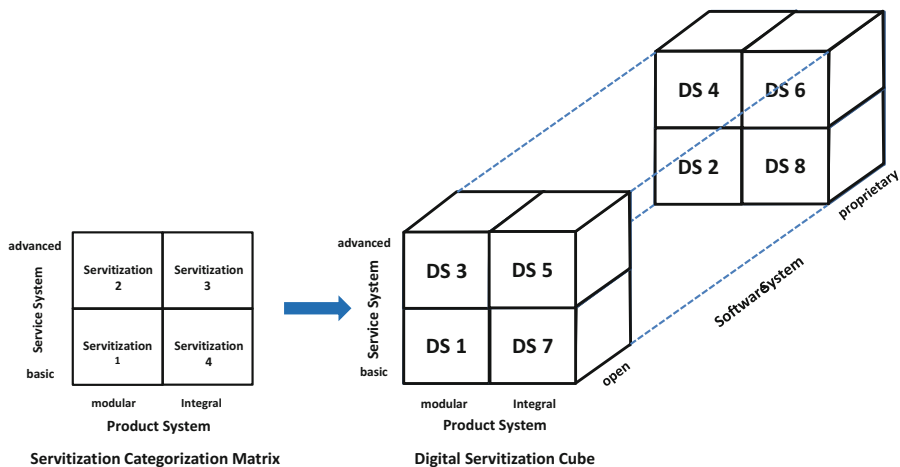 DS 4
DS 6
DS 2
DS 8
proprietary
Software System
open
advanced
Service System
basic
Servitization
2
Servitization
3
Servitization
1
Servitization
4
modular
Integral
Product System
Servitization Categorization Matrix
advanced
Service System
basic
DS 3
DS 5
DS 1
DS 7
modular
Integral
Product System
Digital Servitization Cube